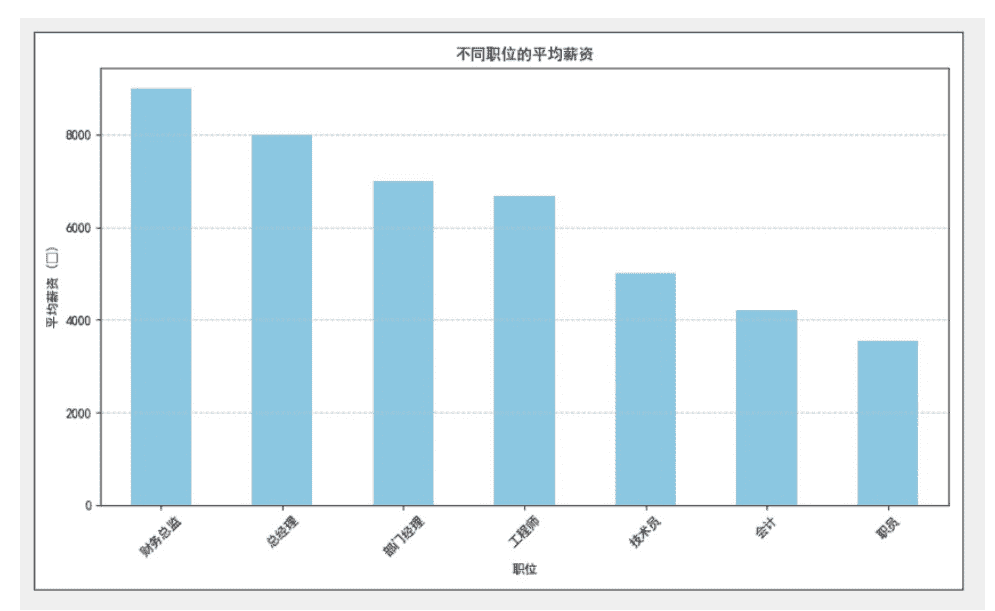 不同职位的平均薪资
平均薪资（□）
8000
6000
4000
2000
0
财务总监
总经理
部门经理
工程师
技术员
会计
职员
职位